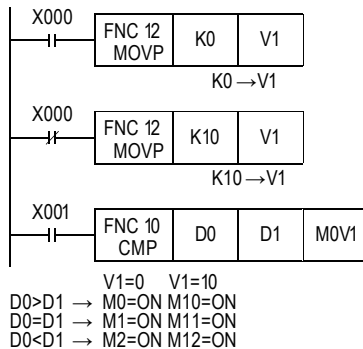 X000
FNC 12
MOVP
K0
V1
K0 →V1
X000
FNC 12
MOVP
K10
V1
K10 →V1
X001
FNC 10
CMP
D0
D1
M0V1
V1=0 V1=10
D0>D1 → M0=ON M10=ON
D0=D1 → M1=ON M11=ON
D0<D1 → M2=ON M12=ON